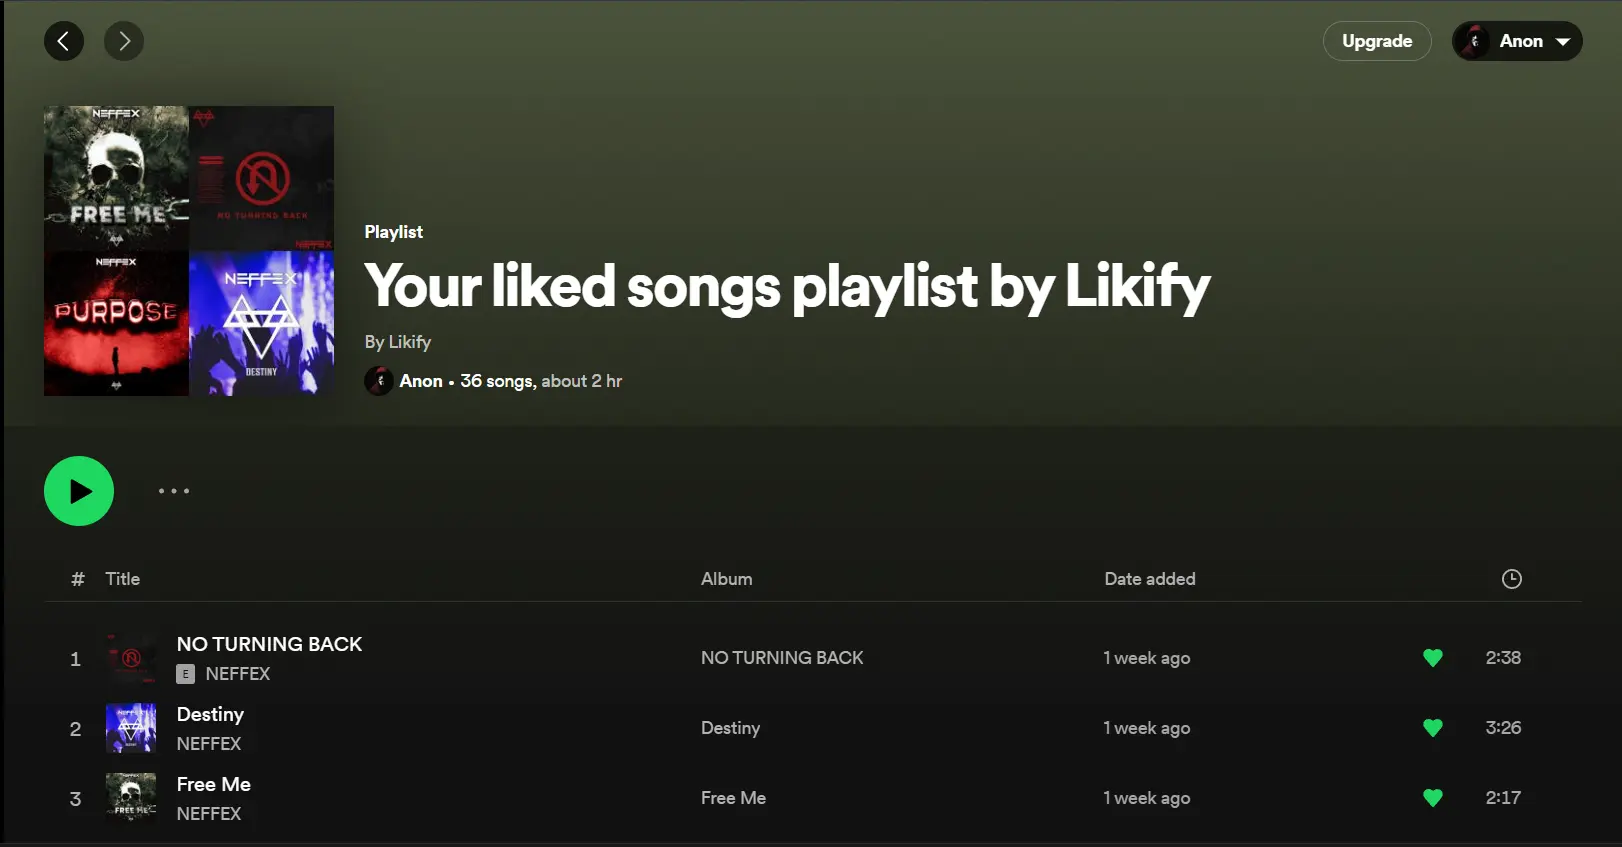 Upgrade
Anon
NEFFEX
FREE ME
NO TURNING BACK
NEFFEX
NEFFEX
PURPOSE
NEFFEX
DESTINY
Playlist
Your liked songs playlist by Likify
By Likify
Anon • 36 songs, about 2 hr
# Title Album Date added
1 NO TURNING BACK NO TURNING BACK 1 week ago 2:38
E NEFFEX
2 Destiny Destiny 1 week ago 3:26
NEFFEX
3 Free Me Free Me 1 week ago 2:17
NEFFEX